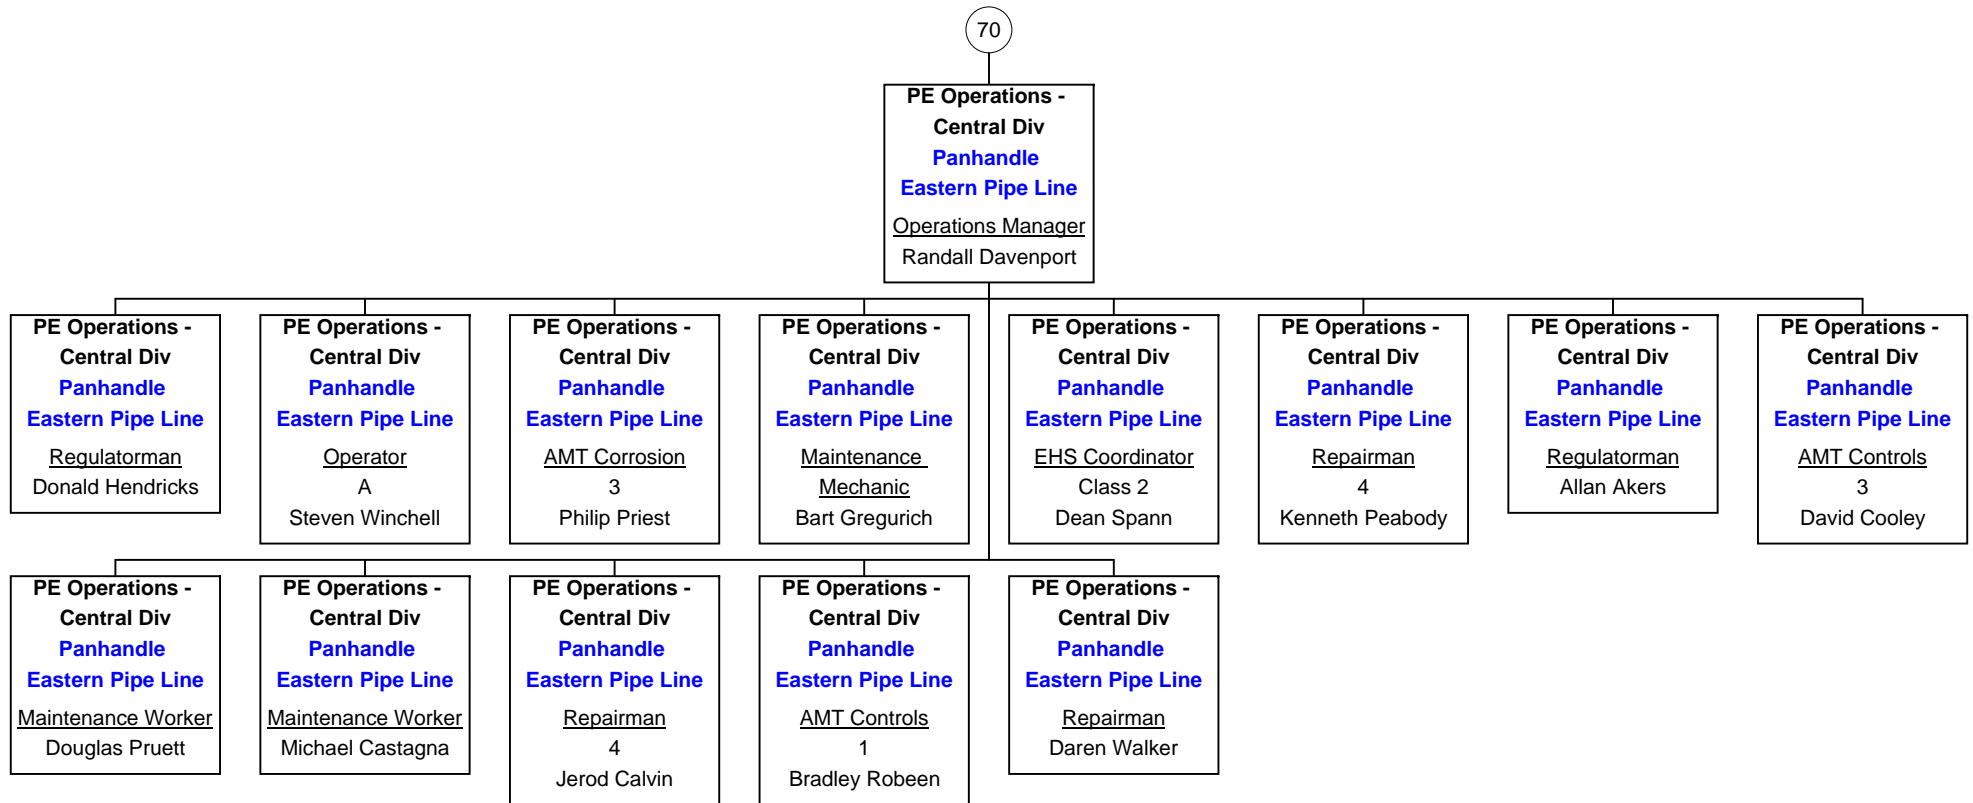 70
PE Operations -
Central Div
Panhandle
Eastern Pipe Line
Operations Manager
Randall Davenport
PE Operations -
Central Div
Panhandle
Eastern Pipe Line
Regulatorman
Donald Hendricks
PE Operations -
Central Div
Panhandle
Eastern Pipe Line
Operator
A
Steven Winchell
PE Operations -
Central Div
Panhandle
Eastern Pipe Line
AMT Corrosion
3
Philip Priest
PE Operations -
Central Div
Panhandle
Eastern Pipe Line
Maintenance
Mechanic
Bart Gregurich
PE Operations -
Central Div
Panhandle
Eastern Pipe Line
EHS Coordinator
Class 2
Dean Spann
PE Operations -
Central Div
Panhandle
Eastern Pipe Line
Repairman
4
Kenneth Peabody
PE Operations -
Central Div
Panhandle
Eastern Pipe Line
Regulatorman
Allan Akers
PE Operations -
Central Div
Panhandle
Eastern Pipe Line
AMT Controls
3
David Cooley
PE Operations -
Central Div
Panhandle
Eastern Pipe Line
Maintenance Worker
Douglas Pruett
PE Operations -
Central Div
Panhandle
Eastern Pipe Line
Maintenance Worker
Michael Castagna
PE Operations -
Central Div
Panhandle
Eastern Pipe Line
Repairman
4
Jerod Calvin
PE Operations -
Central Div
Panhandle
Eastern Pipe Line
AMT Controls
1
Bradley Robeen
PE Operations -
Central Div
Panhandle
Eastern Pipe Line
Repairman
Daren Walker